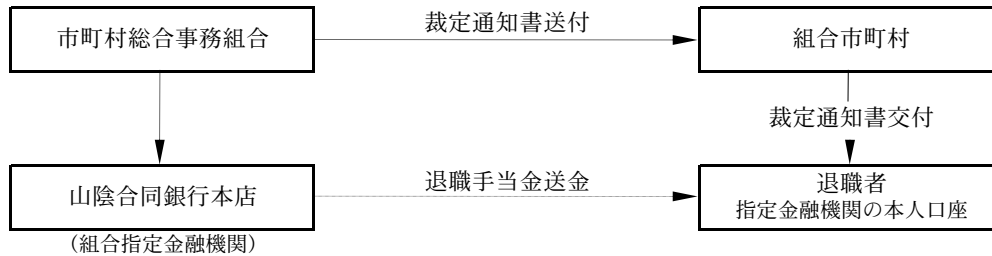 裁定通知書送付
市町村総合事務組合
組合市町村
裁定通知書交付
退職手当金送金
山陰合同銀行本店
退職者
指定金融機関の本人口座
(組合指定金融機関)